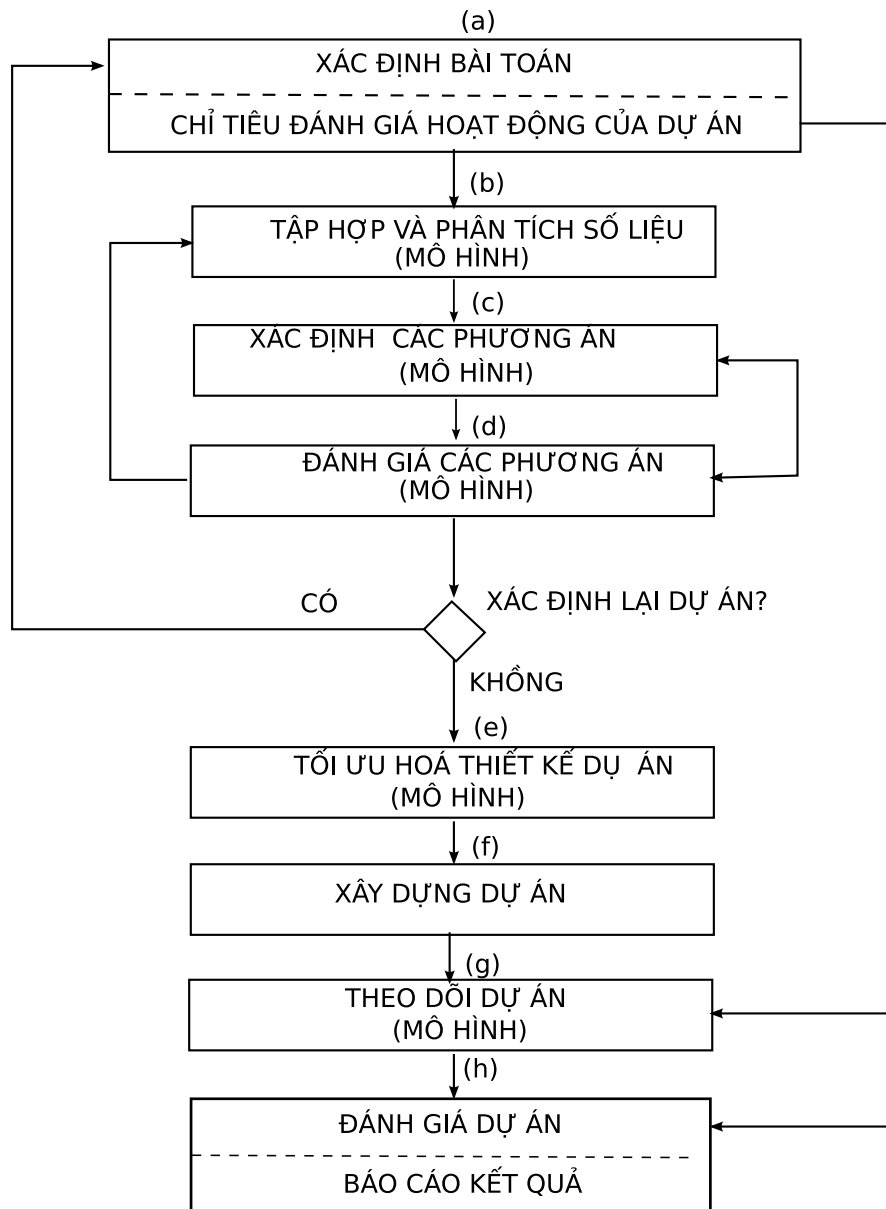 (a)
XÁC ĐỊNH BÀI TOÁN
CHỈ TIÊU ĐÁNH GIÁ HOẠT ĐỘNG CỦA DỰ ÁN
(b)
TẬP HỢP VÀ PHÂN TÍCH SỐ LIỆU
(MÔ HÌNH)
(c)
XÁC ĐỊNH CÁC PHƯƠNG ÁN
(MÔ HÌNH)
(d)
ĐÁNH GIÁ CÁC PHƯƠNG ÁN
(MÔ HÌNH)
CÓ
XÁC ĐỊNH LẠI DỰ ÁN?
KHỒNG
(e)
TỐI ƯU HOÁ THIẾT KẾ DỤ ÁN
(MÔ HÌNH)
(f)
XÂY DỰNG DỰ ÁN
(g)
THEO DÕI DỰ ÁN
(MÔ HÌNH)
(h)
ĐÁNH GIÁ DỰ ÁN
BÁO CÁO KẾT QUẢ